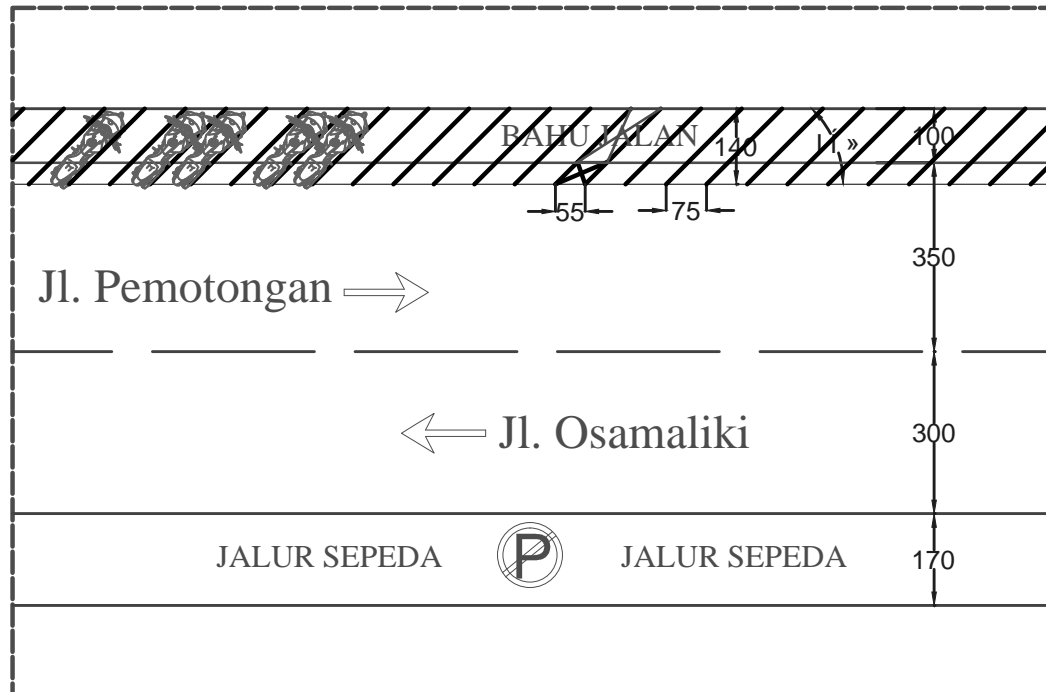 BAHU JALAN
140
100
55
75
350
Jl. Pemotongan
300
Jl. Osamaliki
JALUR SEPEDA P JALUR SEPEDA
170